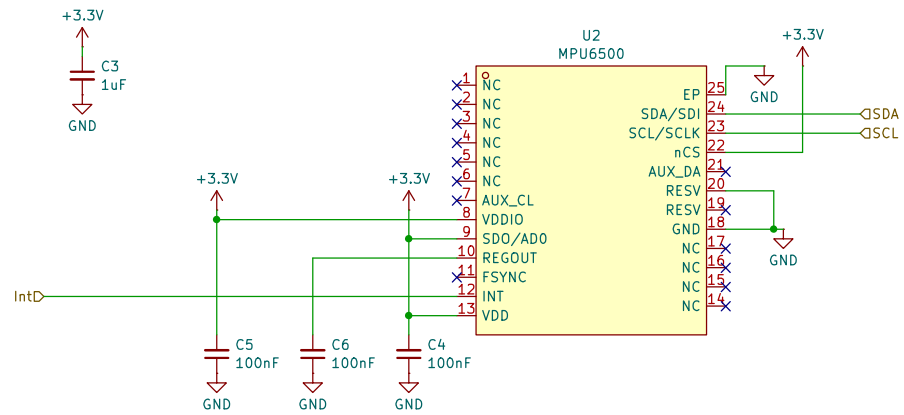 +3.3V
C3
1uF
GND
U2
MPU6500
+3.3V
1 NC
2 NC
3 NC
4 NC
5 NC
6 NC
7 AUX_CL
8 VDDIO
9 SDO/AD0
10 REGOUT
11 FSYNC
12 INT
13 VDD
EP 25
SDA/SDI 24
SCL/SCLK 23
nCS 22
AUX_DA 21
RESV 20
RESV 19
GND 18
NC 17
NC 16
NC 15
NC 14
GND
SDA
SCL
GND
+3.3V
+3.3V
Int
C5
100nF
GND
C6
100nF
GND
C4
100nF
GND